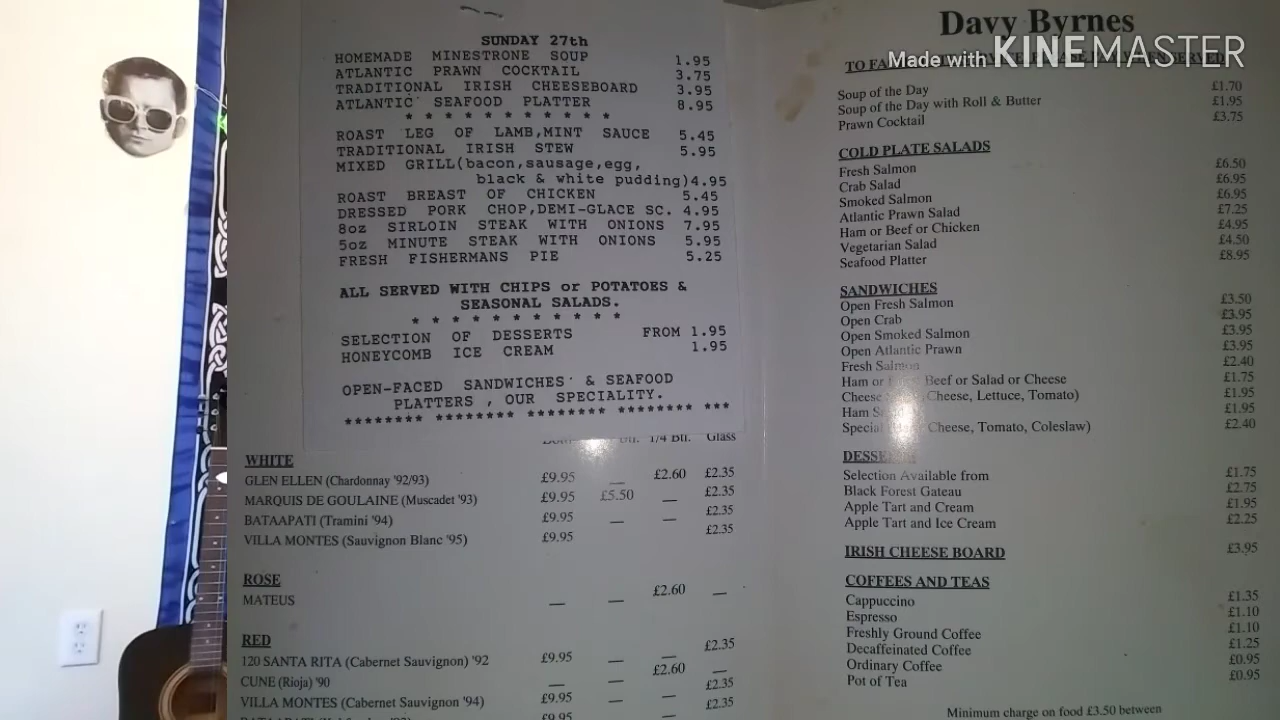 SUNDAY 27th
HOMEMADE MINESTRONE SOUP 1.95
ATLANTIC PRAWN COCKTAIL 3.75
TRADITIONAL IRISH CHEESEBOARD 3.95
ATLANTIC SEAFOOD PLATTER 8.95
* * * * * * * * * *
ROAST LEG OF LAMB,MINT SAUCE 5.45
TRADITIONAL IRISH STEW 5.95
MIXED GRILL(bacon,sausage,egg,
black & white pudding)4.95
ROAST BREAST OF CHICKEN 5.45
DRESSED PORK CHOP,DEMI-GLACE SC. 4.95
8oz SIRLOIN STEAK WITH ONIONS 7.95
5oz MINUTE STEAK WITH ONIONS 5.95
FRESH FISHERMANS PIE 5.25
ALL SERVED WITH CHIPS or POTATOES &
SEASONAL SALADS.
* * * * * * * * * *
SELECTION OF DESSERTS FROM 1.95
HONEYCOMB ICE CREAM 1.95
OPEN-FACED SANDWICHES & SEAFOOD
PLATTERS , OUR SPECIALITY.
******** ******** ******** ******** ***
1/4 Btl. Glass
WHITE
GLEN ELLEN (Chardonnay '92/93) £9.95 — £2.60 £2.35
MARQUIS DE GOULAINE (Muscadet '93) £9.95 £5.50 — £2.35
BATAAPATI (Tramini '94) £9.95 — — £2.35
VILLA MONTES (Sauvignon Blanc '95) £9.95 £2.35
ROSE
MATEUS — — £2.60 —
RED
120 SANTA RITA (Cabernet Sauvignon) '92 £9.95 — — £2.35
CUNE (Rioja) '90 — — £2.60
VILLA MONTES (Cabernet Sauvignon '94) £9.95 — — £2.35
£9.95 £2.35
Davy Byrnes
Made with KINEMASTER
Soup of the Day £1.70
Soup of the Day with Roll & Butter £1.95
Prawn Cocktail £3.75
COLD PLATE SALADS
Fresh Salmon £6.50
Crab Salad £6.95
Smoked Salmon £6.95
Atlantic Prawn Salad £7.25
Ham or Beef or Chicken £4.95
Vegetarian Salad £4.50
Seafood Platter £8.95
SANDWICHES
Open Fresh Salmon £3.50
Open Crab £3.95
Open Smoked Salmon £3.95
Open Atlantic Prawn £3.95
Fresh Salmon £2.40
Ham or Beef or Salad or Cheese £1.75
Cheese Cheese, Lettuce, Tomato) £1.95
Ham £1.95
Special Cheese, Tomato, Coleslaw) £2.40
Selection Available from £1.75
Black Forest Gateau £2.75
Apple Tart and Cream £1.95
Apple Tart and Ice Cream £2.25
IRISH CHEESE BOARD £3.95
COFFEES AND TEAS
Cappuccino £1.35
Espresso £1.10
Freshly Ground Coffee £1.10
Decaffeinated Coffee £1.25
Ordinary Coffee £0.95
Pot of Tea £0.95
Minimum charge on food £3.50 between